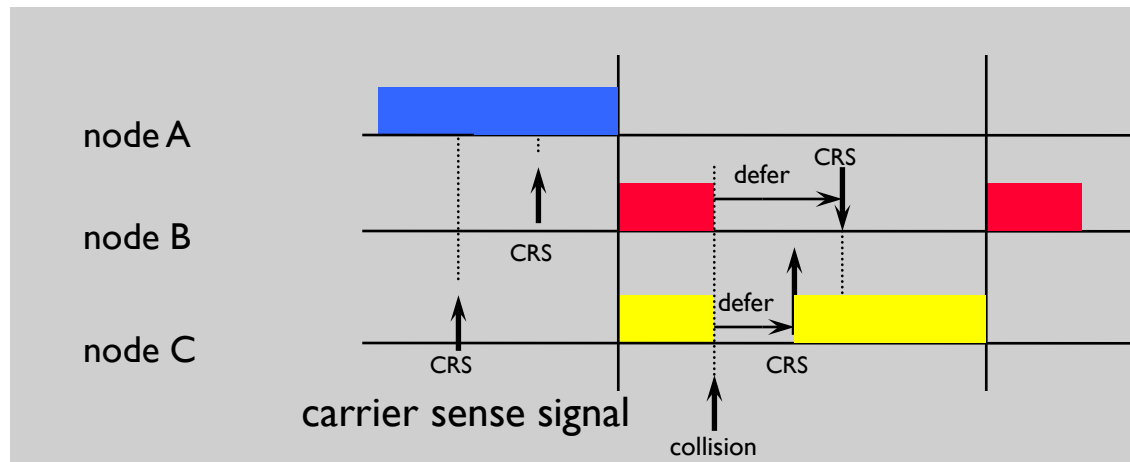 node A
CRS
defer
node B
CRS
defer
node C
CRS
CRS
carrier sense signal
collision